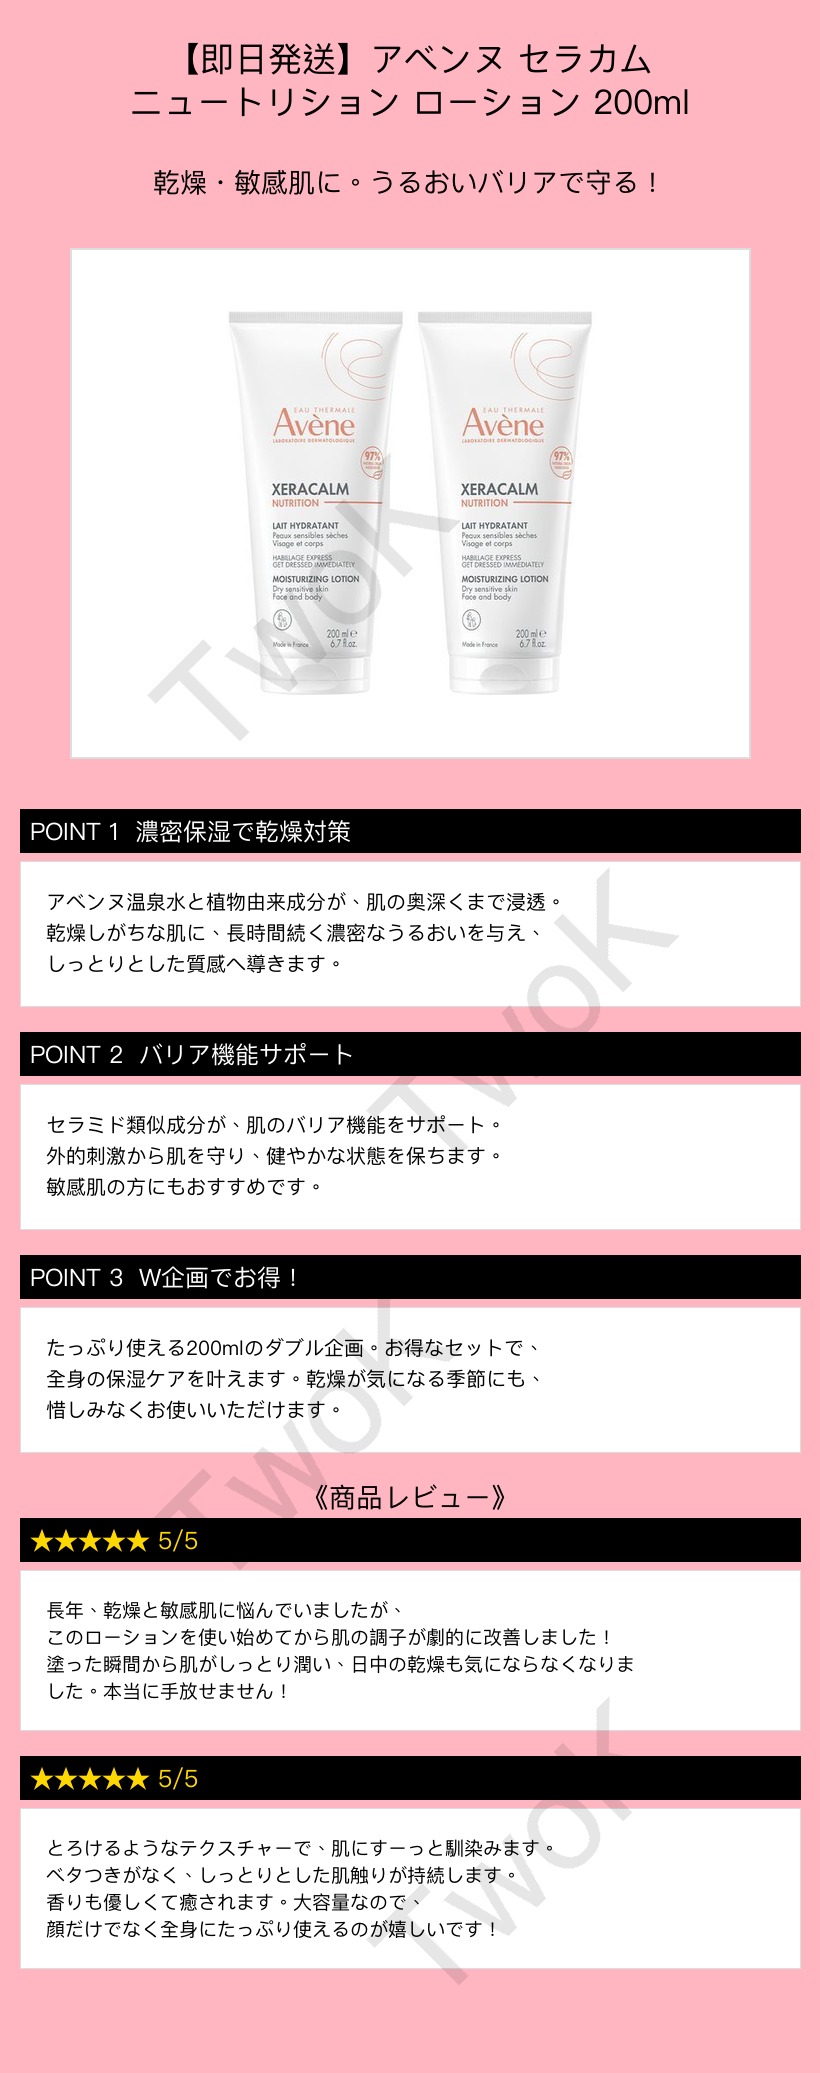 【即日発送】アベンヌ セラカム
ニュートリション ローション 200ml
乾燥・敏感肌に。うるおいバリアで守る！
EAU THERMALE
Avène
LABORATOIRE DERMATOLOGIQUE
97%
XERACALM
NUTRITION
LAIT HYDRATANT
Peaux sensibles sèches
Visage et corps
HABILLAGE EXPRESS
GET DRESSED IMMEDIATELY
MOISTURIZING LOTION
Dry sensitive skin
Face and body
200 ml e
Made in France 6.7 fl.oz.
EAU THERMALE
Avène
LABORATOIRE DERMATOLOGIQUE
97%
XERACALM
NUTRITION
LAIT HYDRATANT
Peaux sensibles sèches
Visage et corps
HABILLAGE EXPRESS
GET DRESSED IMMEDIATELY
MOISTURIZING LOTION
Dry sensitive skin
Face and body
200 ml e
Made in France 6.7 fl.oz.
TwoK
POINT 1 濃密保湿で乾燥対策
アベンヌ温泉水と植物由来成分が、肌の奥深くまで浸透。
乾燥しがちな肌に、長時間続く濃密なうるおいを与え、
しっとりとした質感へ導きます。
TwoK
POINT 2 バリア機能サポート
セラミド類似成分が、肌のバリア機能をサポート。
外的刺激から肌を守り、健やかな状態を保ちます。
敏感肌の方にもおすすめです。
POINT 3 W企画でお得！
たっぷり使える200mlのダブル企画。お得なセットで、
全身の保湿ケアを叶えます。乾燥が気になる季節にも、
惜しみなくお使いいただけます。
TwoK
《商品レビュー》
★★★★★ 5/5
長年、乾燥と敏感肌に悩んでいましたが、
このローションを使い始めてから肌の調子が劇的に改善しました！
塗った瞬間から肌がしっとり潤い、日中の乾燥も気にならなくなりま
した。本当に手放せません！
★★★★★ 5/5
とろけるようなテクスチャーで、肌にすーっと馴染みます。
ベタつきがなく、しっとりとした肌触りが持続します。
香りも優しくて癒されます。大容量なので、
顔だけでなく全身にたっぷり使えるのが嬉しいです！
TwoK